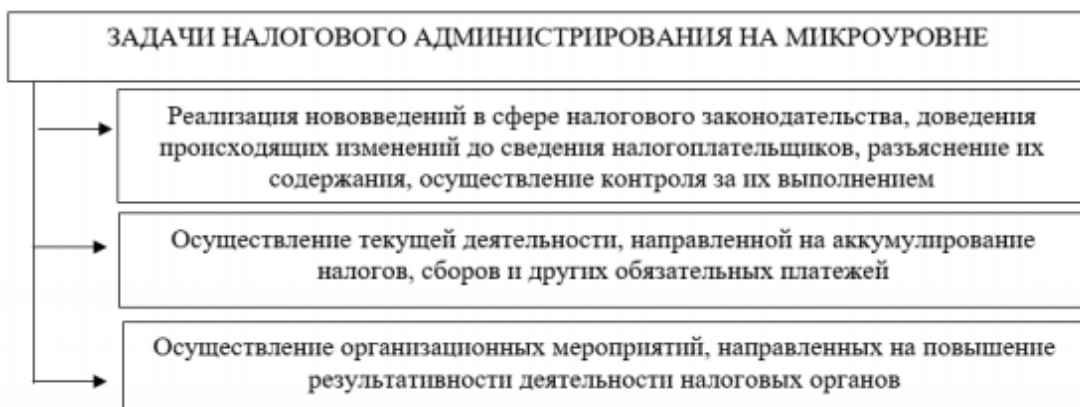 ЗАДАЧИ НАЛОГОВОГО АДМИНИСТРИРОВАНИЯ НА МИКРОУРОВНЕ
Реализация нововведений в сфере налогового законодательства, доведения
происходящих изменений до сведения налогоплательщиков, разъяснение их
содержания, осуществление контроля за их выполнением
Осуществление текущей деятельности, направленной на аккумулирование
налогов, сборов и других обязательных платежей
Осуществление организационных мероприятий, направленных на повышение
результативности деятельности налоговых органов